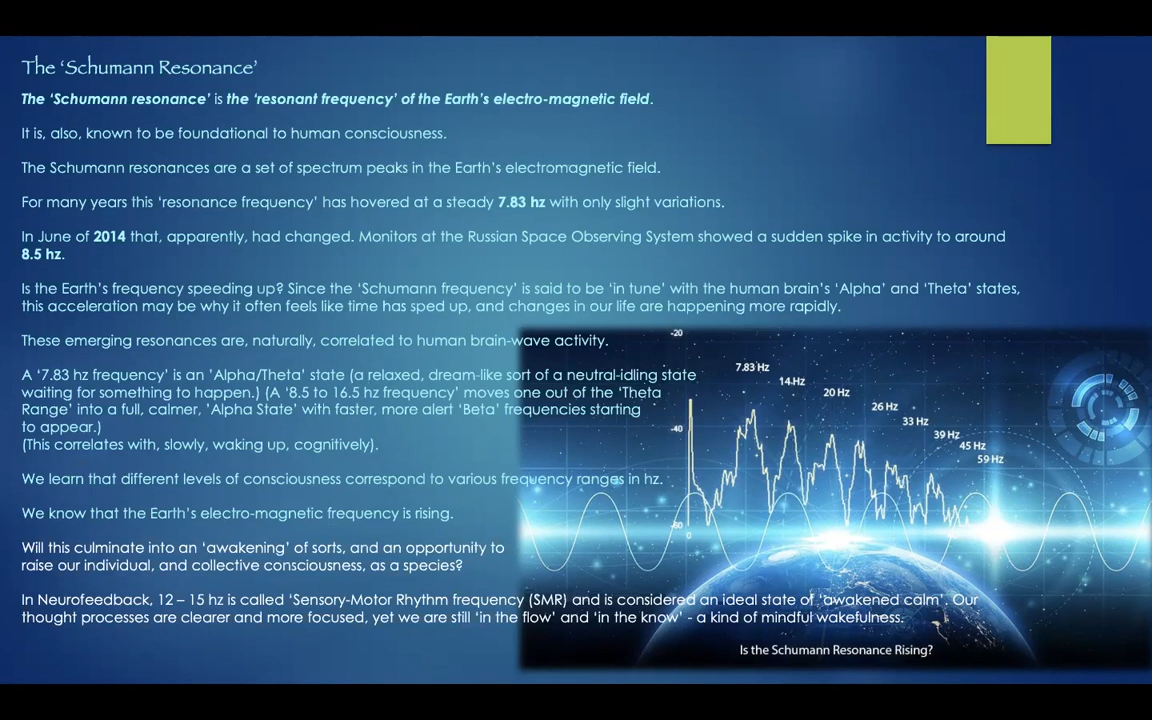 The ‘Schumann Resonance’
The ‘Schumann resonance’ is the ‘resonant frequency’ of the Earth’s electro-magnetic field.
It is, also, known to be foundational to human consciousness.
The Schumann resonances are a set of spectrum peaks in the Earth’s electromagnetic field.
For many years this ‘resonance frequency’ has hovered at a steady 7.83 hz with only slight variations.
In June of 2014 that, apparently, had changed. Monitors at the Russian Space Observing System showed a sudden spike in activity to around
8.5 hz.
Is the Earth’s frequency speeding up? Since the ‘Schumann frequency’ is said to be ‘in tune’ with the human brain’s ‘Alpha’ and ‘Theta’ states,
this acceleration may be why it often feels like time has sped up, and changes in our life are happening more rapidly.
These emerging resonances are, naturally, correlated to human brain-wave activity.
A ‘7.83 hz frequency’ is an ’Alpha/Theta’ state (a relaxed, dream-like sort of a neutral-idling state
waiting for something to happen.) (A ‘8.5 to 16.5 hz frequency’ moves one out of the ‘Theta
Range’ into a full, calmer, ’Alpha State’ with faster, more alert ‘Beta’ frequencies starting
to appear.)
(This correlates with, slowly, waking up, cognitively).
We learn that different levels of consciousness correspond to various frequency ranges in hz.
We know that the Earth’s electro-magnetic frequency is rising.
Will this culminate into an ‘awakening’ of sorts, and an opportunity to
raise our individual, and collective consciousness, as a species?
In Neurofeedback, 12 – 15 hz is called ‘Sensory-Motor Rhythm frequency (SMR) and is considered an ideal state of ‘awakened calm’. Our
thought processes are clearer and more focused, yet we are still ‘in the flow’ and ‘in the know’ - a kind of mindful wakefulness.
-20
-40
-60
0
7.83 Hz
14 Hz
20 Hz
26 Hz
33 Hz
39 Hz
45 Hz
59 Hz
Is the Schumann Resonance Rising?